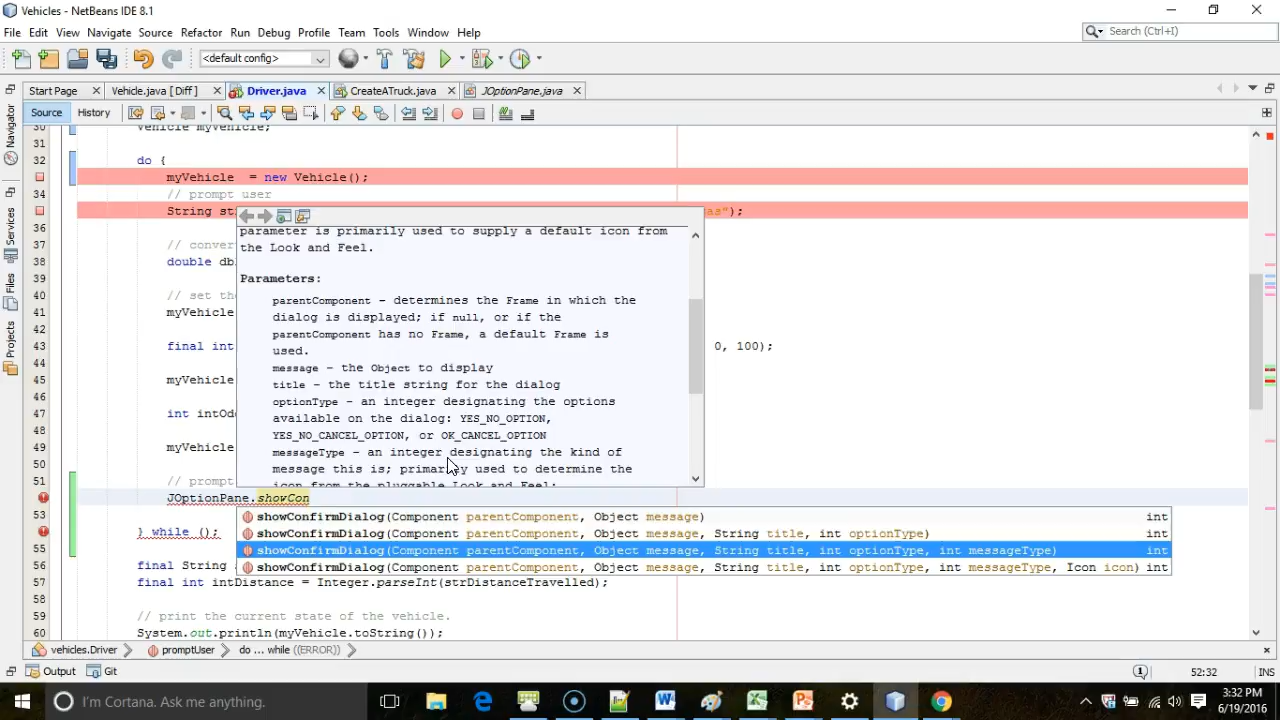 Vehicles - NetBeans IDE 8.1
File Edit View Navigate Source Refactor Run Debug Profile Team Tools Window Help
Search (Ctrl+I)
<default config>
Start Page Vehicle.java [Diff] Driver.java CreateATruck.java JOptionPane.java
Source History
Navigator
Services
Files
Projects
30 Vehicle myVehicle;
31
32 do {
myVehicle = new Vehicle();
34 // prompt user
String st as");
36
37 // conver
38 double db
39
40 // set th
41 myVehicle
42
43 final int 0, 100);
44
45 myVehicle
46
47 int intOd
48
49 myVehicle
50
51 // prompt
JOptionPane.showCon
53
} while ();
55
56 final String
57 final int intDistance = Integer.parseInt(strDistanceTravelled);
58
59 // print the current state of the vehicle.
60 System.out.println(myVehicle.toString());
parameter is primarily used to supply a default icon from
the Look and Feel.
Parameters:
parentComponent - determines the Frame in which the
dialog is displayed; if null, or if the
parentComponent has no Frame, a default Frame is
used.
message - the Object to display
title - the title string for the dialog
optionType - an integer designating the options
available on the dialog: YES_NO_OPTION,
YES_NO_CANCEL_OPTION, or OK_CANCEL_OPTION
messageType - an integer designating the kind of
message this is; primarily used to determine the
icon from the pluggable Look and Feel:
showConfirmDialog(Component parentComponent, Object message) int
showConfirmDialog(Component parentComponent, Object message, String title, int optionType) int
showConfirmDialog(Component parentComponent, Object message, String title, int optionType, int messageType) int
showConfirmDialog(Component parentComponent, Object message, String title, int optionType, int messageType, Icon icon) int
vehicles.Driver promptUser do ... while ((ERROR))
Output Git 52:32 INS
I'm Cortana. Ask me anything.
3:32 PM
6/19/2016